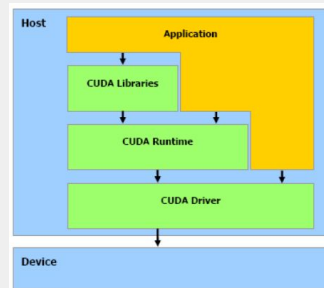 Host
Application
CUDA Libraries
CUDA Runtime
CUDA Driver
Device